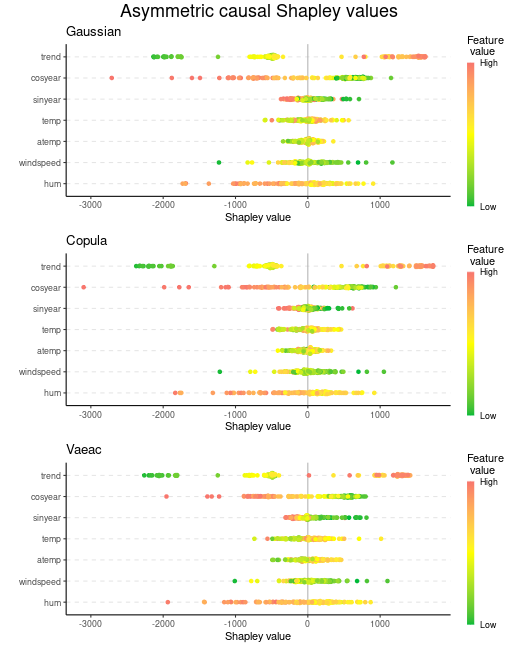 Asymmetric causal Shapley values
Gaussian
Feature
value
High
Low
trend
cosyear
sinyear
temp
atemp
windspeed
hum
-3000 -2000 -1000 0 1000
Shapley value
Copula
Feature
value
High
Low
trend
cosyear
sinyear
temp
atemp
windspeed
hum
-3000 -2000 -1000 0 1000
Shapley value
Vaeac
Feature
value
High
Low
trend
cosyear
sinyear
temp
atemp
windspeed
hum
-3000 -2000 -1000 0 1000
Shapley value